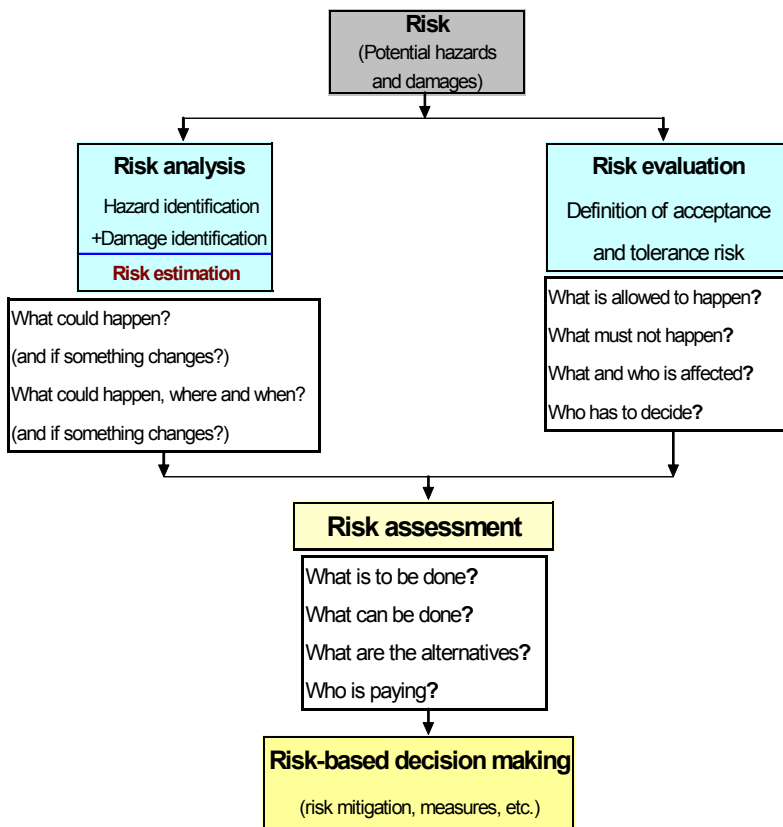 Risk
(Potential hazards
and damages)
Risk analysis
Hazard identification
+Damage identification
Risk estimation
What could happen?
(and if something changes?)
What could happen, where and when?
(and if something changes?)
Risk evaluation
Definition of acceptance
and tolerance risk
What is allowed to happen?
What must not happen?
What and who is affected?
Who has to decide?
Risk assessment
What is to be done?
What can be done?
What are the alternatives?
Who is paying?
Risk-based decision making
(risk mitigation, measures, etc.)